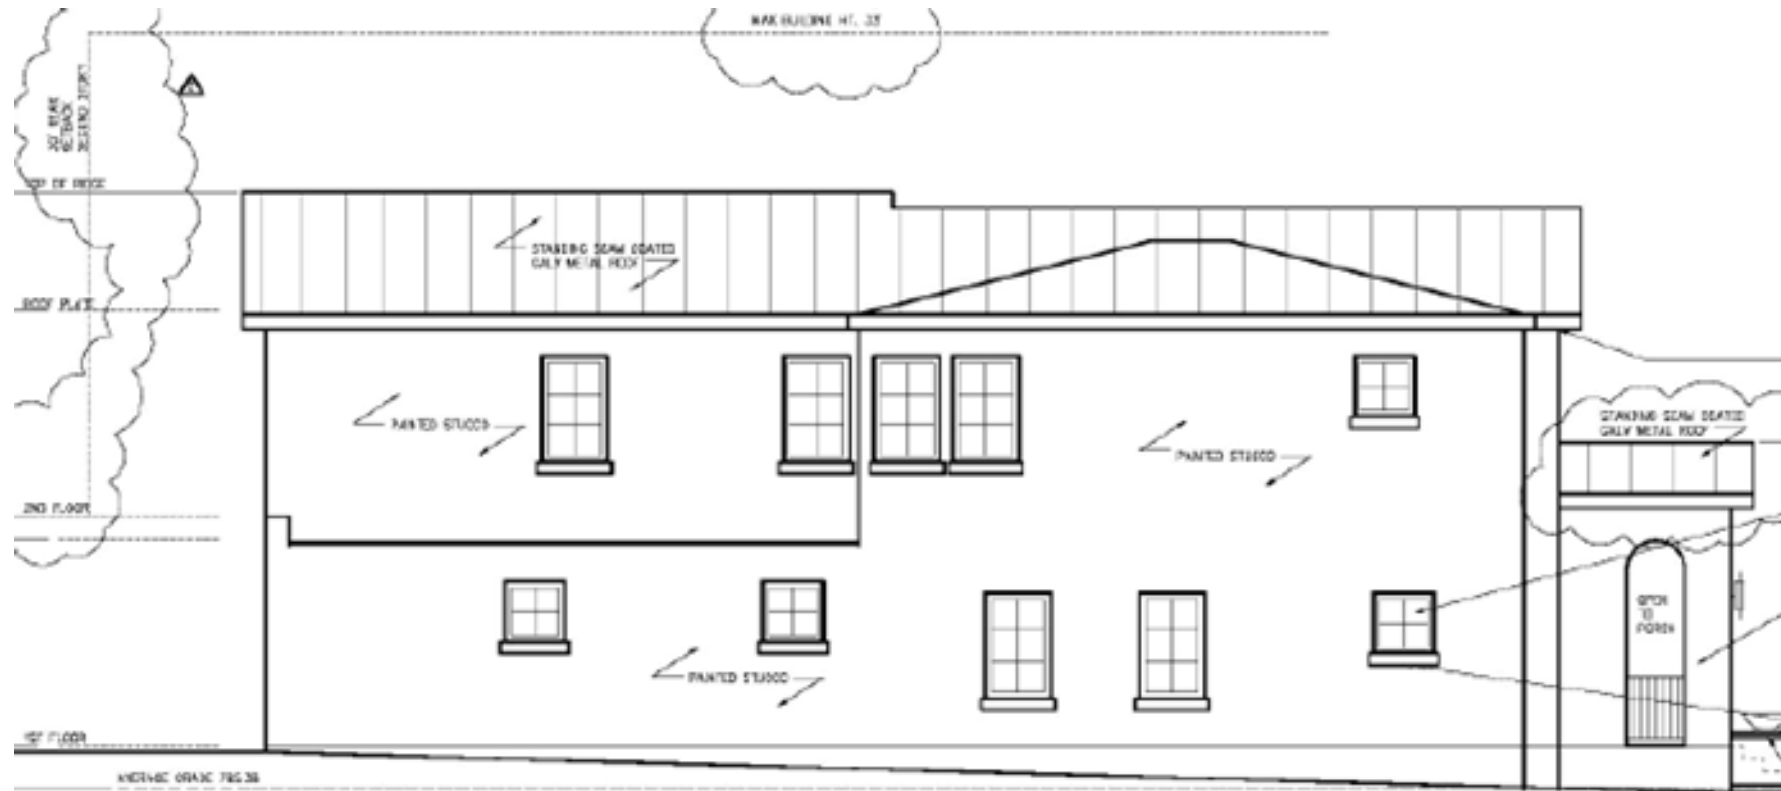 MAX BUILDING HT. 35'
REAR
SETBACK
SECOND STORY
TOP OF RIDGE
STANDING SEAM COATED
GALV METAL ROOF
ROOF PLATE
PAINTED STUCCO
PAINTED STUCCO
STANDING SEAM COATED
GALV METAL ROOF
2ND FLOOR
OPEN
TO
PORCH
PAINTED STUCCO
1ST FLOOR
AVERAGE GRADE